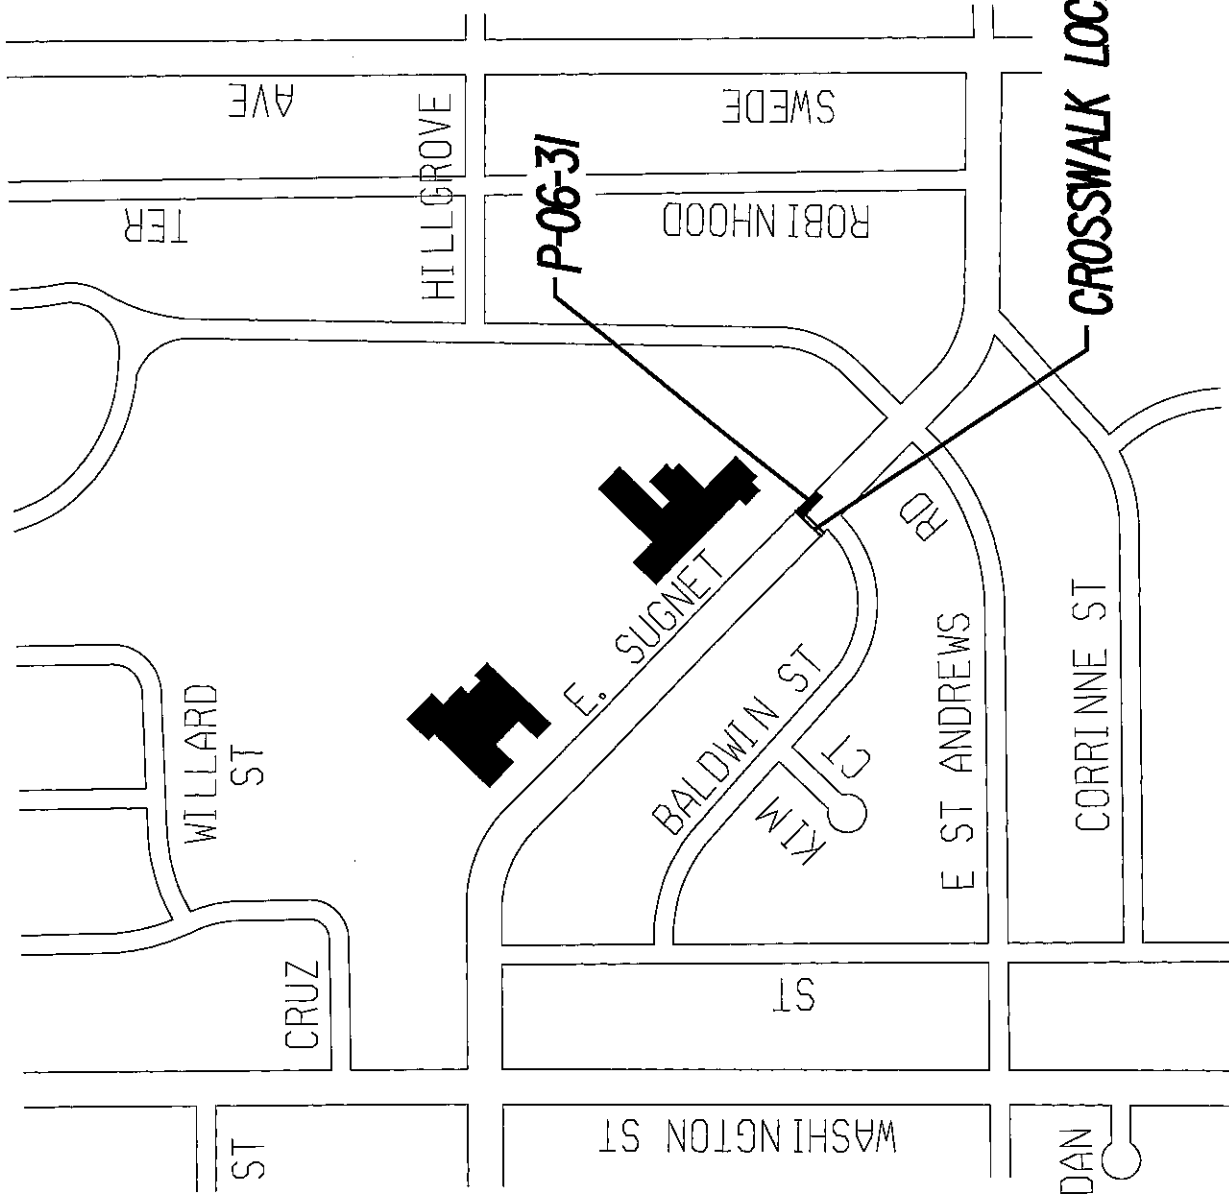 AVE
SWEDE
HILLGROVE
P-06-31
CROSSWALK LOC
TER
ROBINHOOD
RD
E. SUGNET
BALDWIN ST
KIM
CT
E ST ANDREWS
CORRINNE ST
WILLARD
ST
CRUZ
ST
ST
WASHINGTON ST
DAN